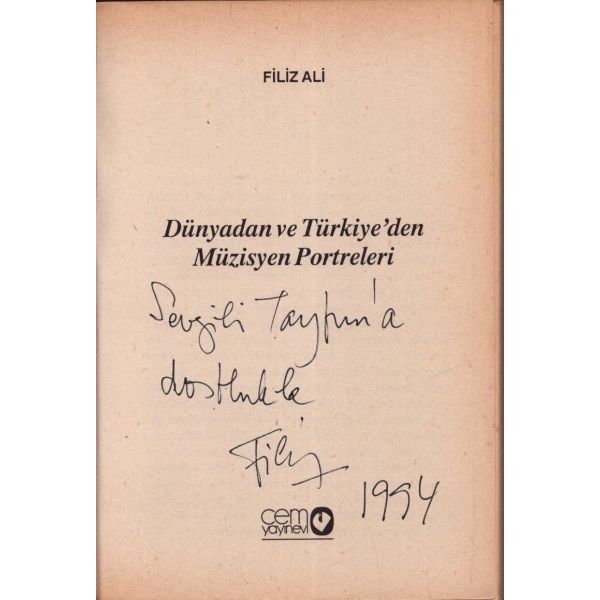 FİLİZ ALİ
Dünyadan ve Türkiye'den
Müzisyen Portreleri
Sevgili Tayfun'a
dostlukla
Filiz
1994
cem
yayınevi